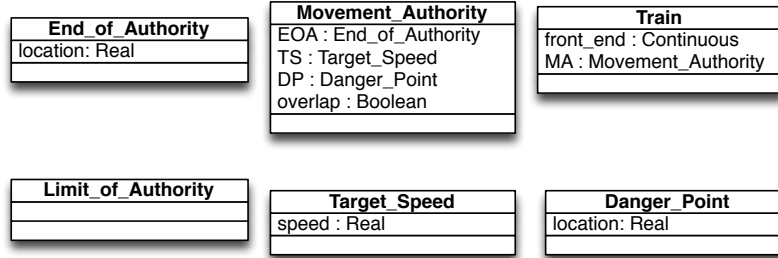 End_of_Authority
location: Real
Movement_Authority
EOA : End_of_Authority
TS : Target_Speed
DP : Danger_Point
overlap : Boolean
Train
front_end : Continuous
MA : Movement_Authority
Limit_of_Authority
Target_Speed
speed : Real
Danger_Point
location: Real